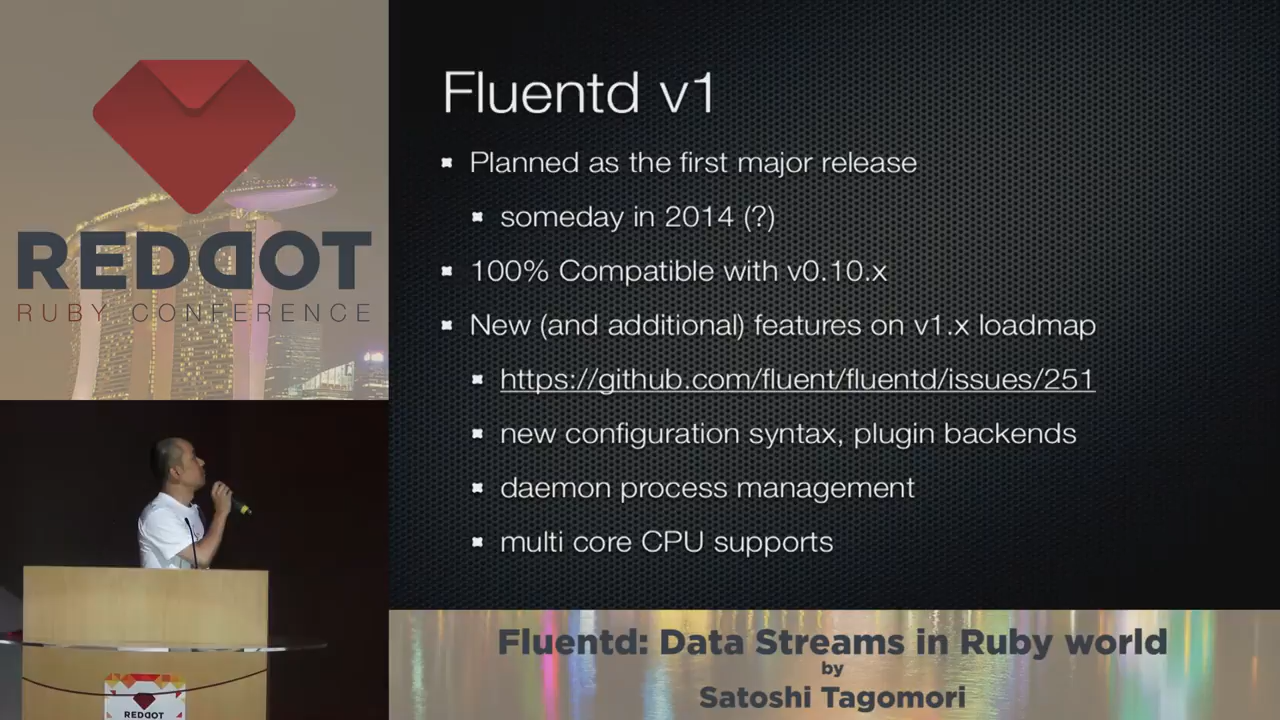 REDDOT
RUBY CONFERENCE
Fluentd v1
Planned as the first major release
someday in 2014 (?)
100% Compatible with v0.10.x
New (and additional) features on v1.x loadmap
https://github.com/fluent/fluentd/issues/251
new configuration syntax, plugin backends
daemon process management
multi core CPU supports
REDDOT
Fluentd: Data Streams in Ruby world
by
Satoshi Tagomori